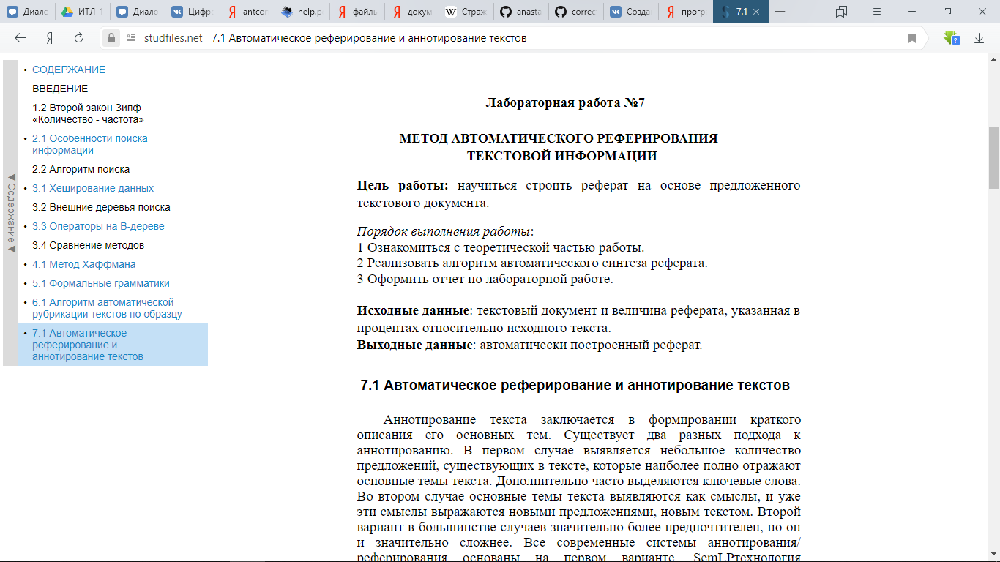 Диало
ИТЛ-1
Диало
Цифр
antcor
help.p
файль
докум
Страж
anasta
correc
Созда
прогр
7.1
studfiles.net 7.1 Автоматическое реферирование и аннотирование текстов
Содержание
СОДЕРЖАНИЕ
ВВЕДЕНИЕ
1.2 Второй закон Зипф
«Количество - частота»
2.1 Особенности поиска
информации
2.2 Алгоритм поиска
3.1 Хеширование данных
3.2 Внешние деревья поиска
3.3 Операторы на В-дереве
3.4 Сравнение методов
4.1 Метод Хаффмана
5.1 Формальные грамматики
6.1 Алгоритм автоматической
рубрикации текстов по образцу
7.1 Автоматическое
реферирование и
аннотирование текстов
Лабораторная работа №7
МЕТОД АВТОМАТИЧЕСКОГО РЕФЕРИРОВАНИЯ
ТЕКСТОВОЙ ИНФОРМАЦИИ
Цель работы: научиться строить реферат на основе предложенного
текстового документа.
Порядок выполнения работы:
1 Ознакомиться с теоретической частью работы.
2 Реализовать алгоритм автоматического синтеза реферата.
3 Оформить отчет по лабораторной работе.
Исходные данные: текстовый документ и величина реферата, указанная в
процентах относительно исходного текста.
Выходные данные: автоматически построенный реферат.
7.1 Автоматическое реферирование и аннотирование текстов
Аннотирование текста заключается в формировании краткого
описания его основных тем. Существует два разных подхода к
аннотированию. В первом случае выявляется небольшое количество
предложений, существующих в тексте, которые наиболее полно отражают
основные темы текста. Дополнительно часто выделяются ключевые слова.
Во втором случае основные темы текста выявляются как смыслы, и уже
эти смыслы выражаются новыми предложениями, новым текстом. Второй
вариант в большинстве случаев значительно более предпочтителен, но он
и значительно сложнее. Все современные системы аннотирования/
реферирования основаны на первом варианте. SemLPтехнология